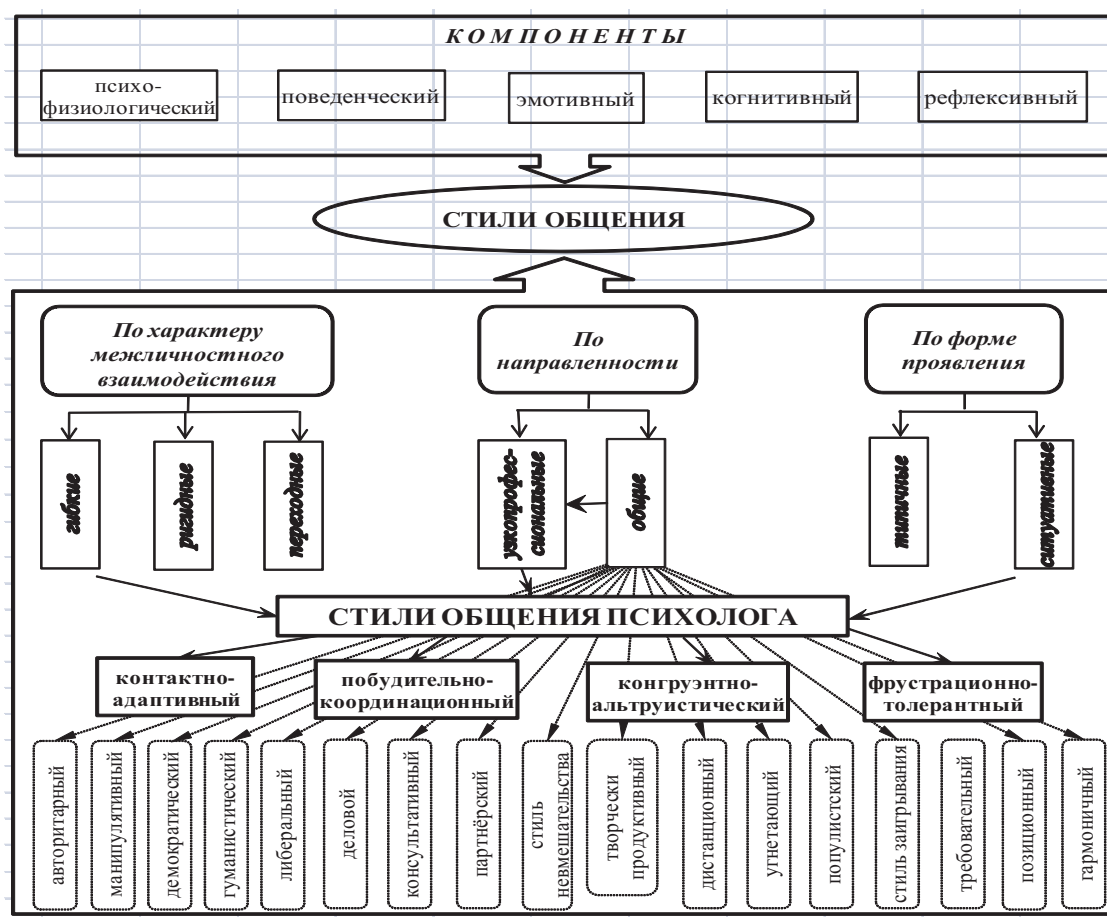 КОМПОНЕНТЫ
психо-
физиологический
поведенческий
эмотивный
когнитивный
рефлексивный
СТИЛИ ОБЩЕНИЯ
По характеру
межличностного
взаимодействия
По
направленности
По форме
проявления
гибкие
ригидные
переходные
узкопрофес-
сиональные
общие
типичные
ситуативные
СТИЛИ ОБЩЕНИЯ ПСИХОЛОГА
контактно-
адаптивный
побудительно-
координационный
конгруэнтно-
альтруистический
фрустрационно-
толерантный
авторитарный
манипулятивный
демократический
гуманистический
либеральный
деловой
консультативный
партнёрский
стиль
невмешательства
творчески
продуктивный
дистанционный
угнетающий
популистский
стиль заигрывания
требовательный
позиционный
гармоничный